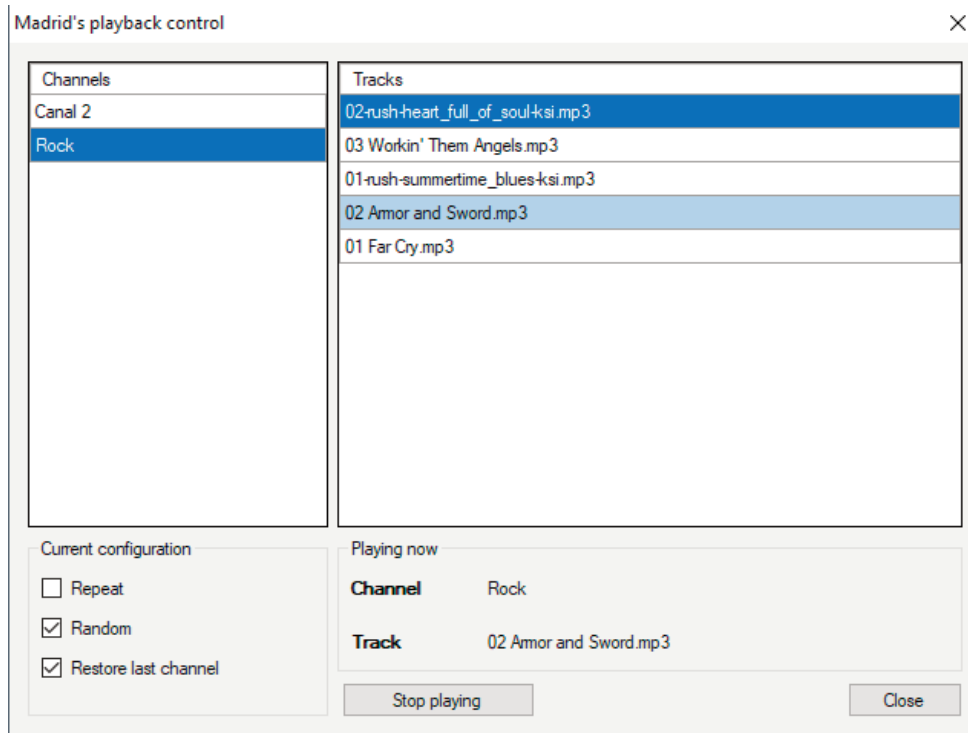 Madrid's playback control
Channels
Canal 2
Rock
Tracks
02-rush-heart_full_of_soul-ksi.mp3
03 Workin' Them Angels.mp3
01-rush-summertime_blues-ksi.mp3
02 Armor and Sword.mp3
01 Far Cry.mp3
Current configuration
Repeat
Random
Restore last channel
Playing now
Channel Rock
Track 02 Armor and Sword.mp3
Stop playing
Close